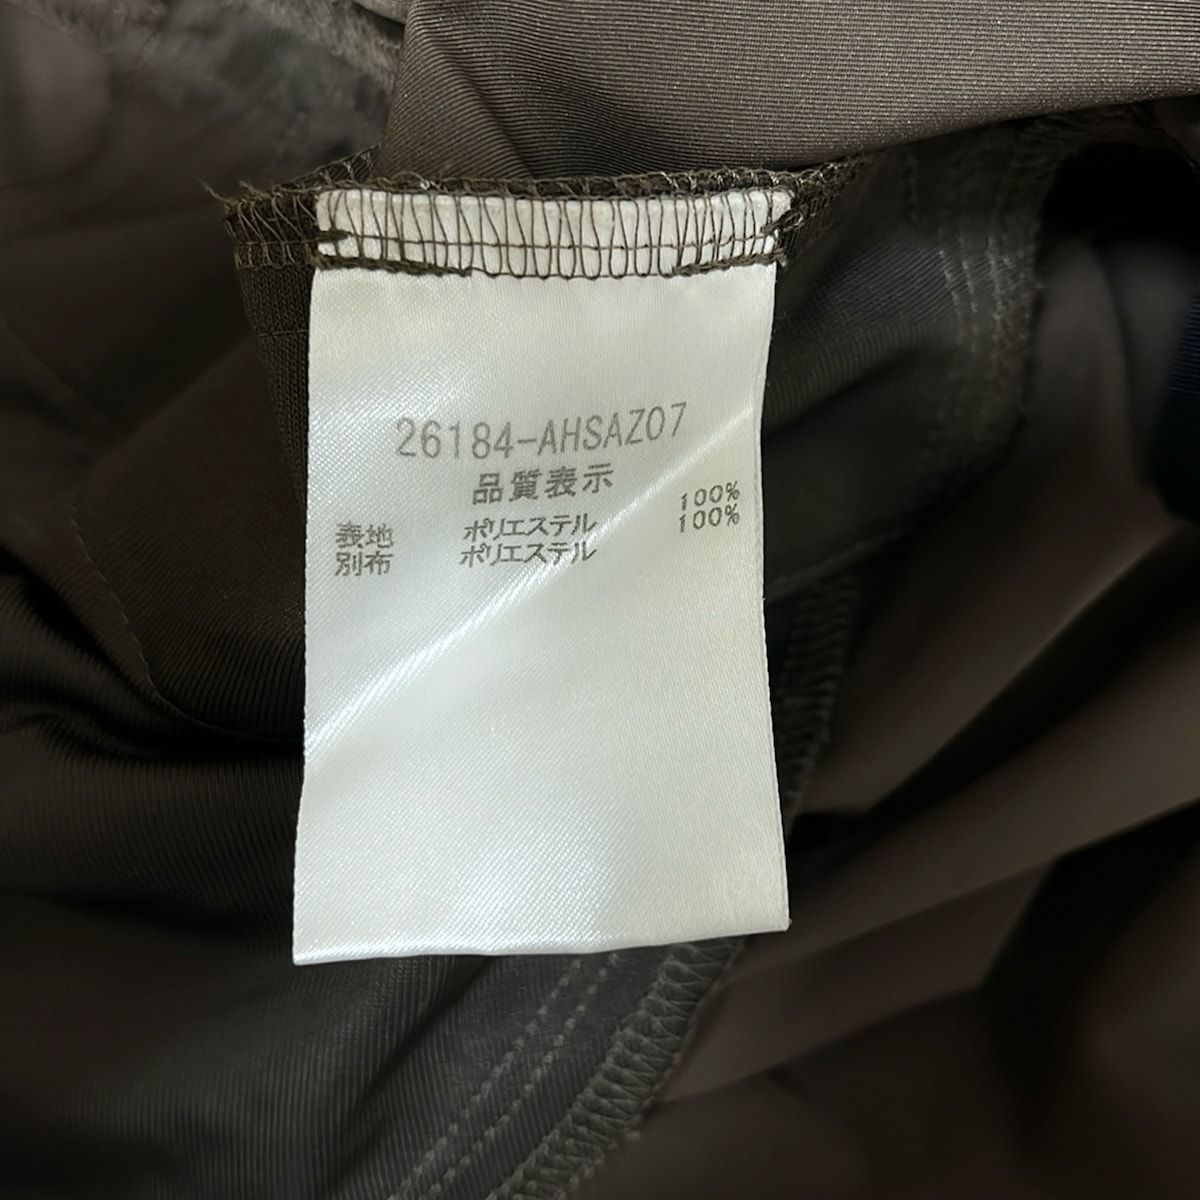 26184-AHSAZ07
品質表示
表地 ポリエステル 100%
別布 ポリエステル 100%